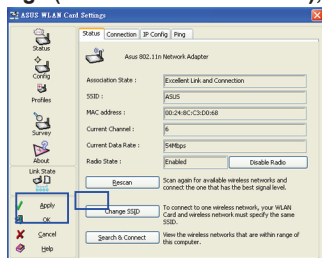 ASUS WLAN Card Settings
Status
Config
Profiles
Survey
About
Link State
Apply
OK
Cancel
Help
Status Connection IP Config Ping
Asus 802.11n Network Adapter
Association State : Excellent Link and Connection
SSID : ASUS
MAC address : 00:24:8C:C3:D0:68
Current Channel : 6
Current Data Rate : 54Mbps
Radio State : Enabled Disable Radio
Rescan Scan again for available wireless networks and
connect the one that has the best signal level.
Change SSID To connect to one wireless network, your WLAN
Card and wireless network must specify the same
SSID.
Search & Connect View the wireless networks that are within range of
this computer.